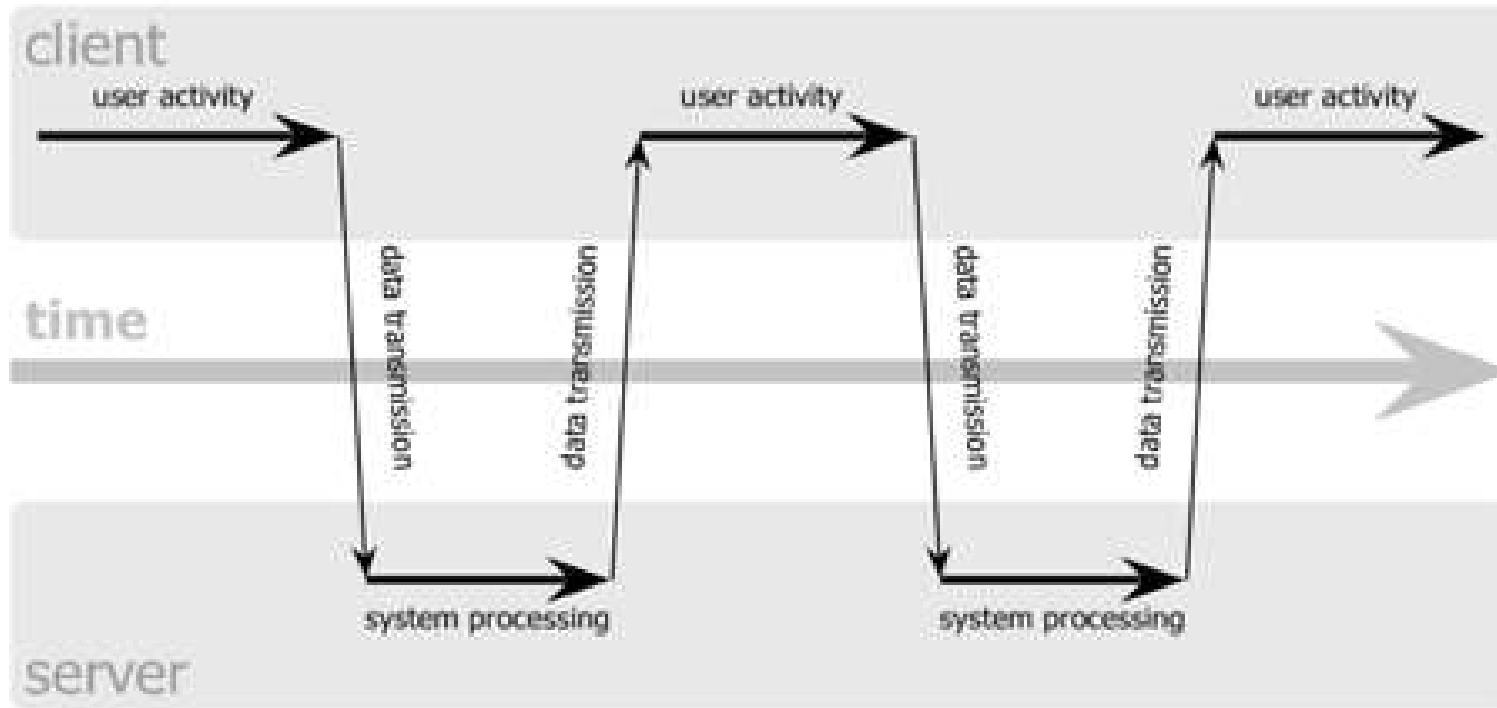 client
user activity
user activity
user activity
data transmission
data transmission
data transmission
data transmission
time
system processing
system processing
server